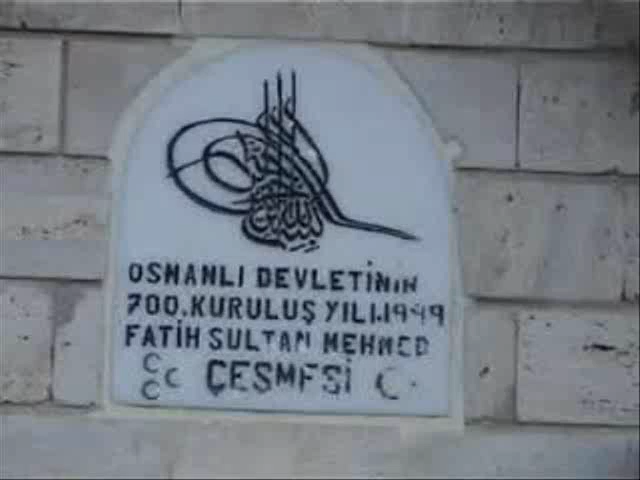 OSMANLI DEVLETİNİN
700. KURULUŞ YILI.1999
FATİH SULTAN MEHMED
ÇEŞMESİ